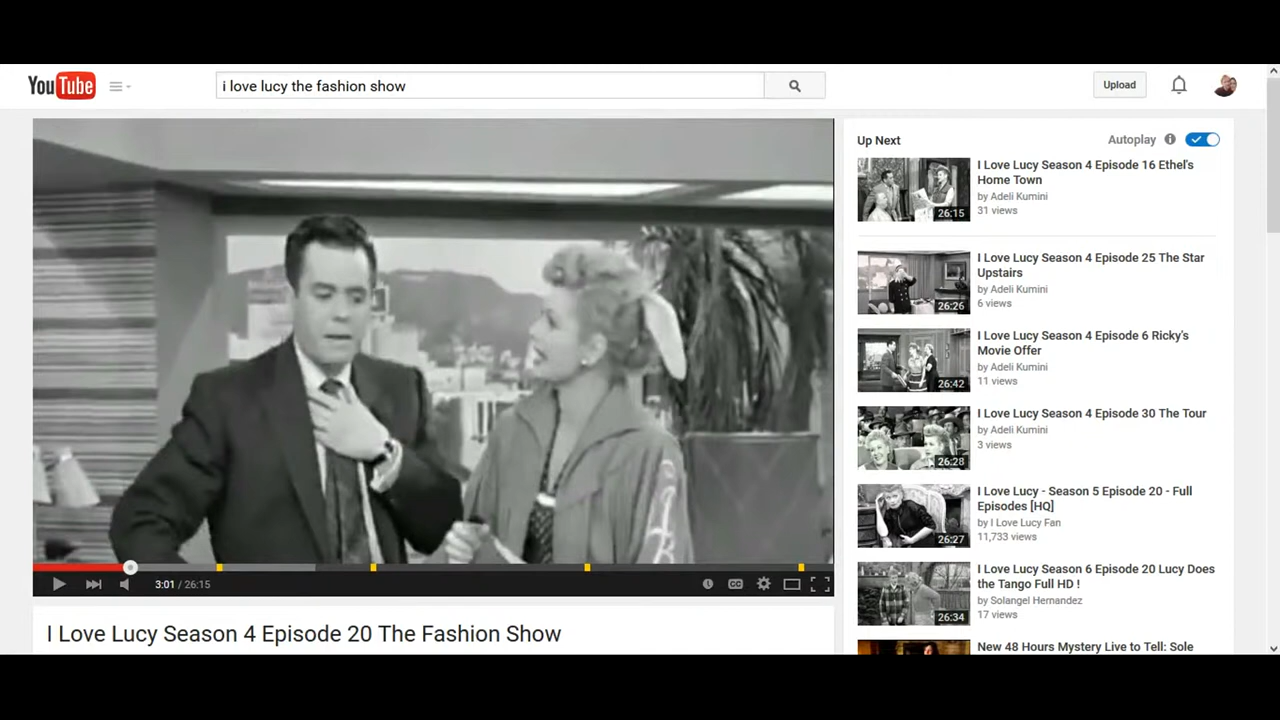 YouTube
i love lucy the fashion show
Upload
Up Next
Autoplay
I Love Lucy Season 4 Episode 16 Ethel's
Home Town
by Adeli Kumini
31 views
26:15
I Love Lucy Season 4 Episode 25 The Star
Upstairs
by Adeli Kumini
6 views
26:26
I Love Lucy Season 4 Episode 6 Ricky's
Movie Offer
by Adeli Kumini
11 views
26:42
I Love Lucy Season 4 Episode 30 The Tour
by Adeli Kumini
3 views
26:28
I Love Lucy - Season 5 Episode 20 - Full
Episodes [HQ]
by I Love Lucy Fan
11,733 views
26:27
I Love Lucy Season 6 Episode 20 Lucy Does
the Tango Full HD !
by Solangel Hernandez
17 views
26:34
New 48 Hours Mystery Live to Tell: Sole
3:01 / 26:15
CC
I Love Lucy Season 4 Episode 20 The Fashion Show